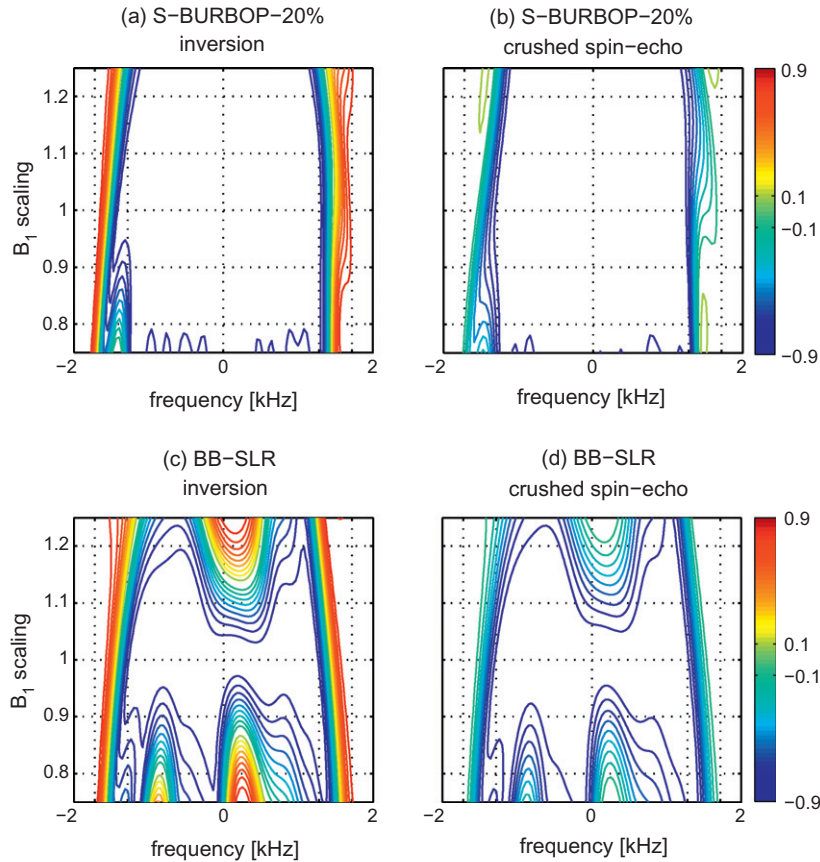 (a) S−BURBOP−20%
inversion
(b) S−BURBOP−20%
crushed spin−echo
1.2
1.1
1
0.9
0.8
B1 scaling
−2
0
2
frequency [kHz]
−2
0
2
frequency [kHz]
0.9
0.1
−0.1
−0.9
(c) BB−SLR
inversion
(d) BB−SLR
crushed spin−echo
1.2
1.1
1
0.9
0.8
B1 scaling
−2
0
2
frequency [kHz]
−2
0
2
frequency [kHz]
0.9
0.1
−0.1
−0.9